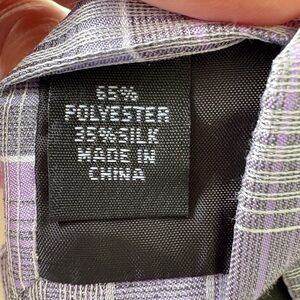 65%
POLYESTER
35% SILK
MADE IN
CHINA